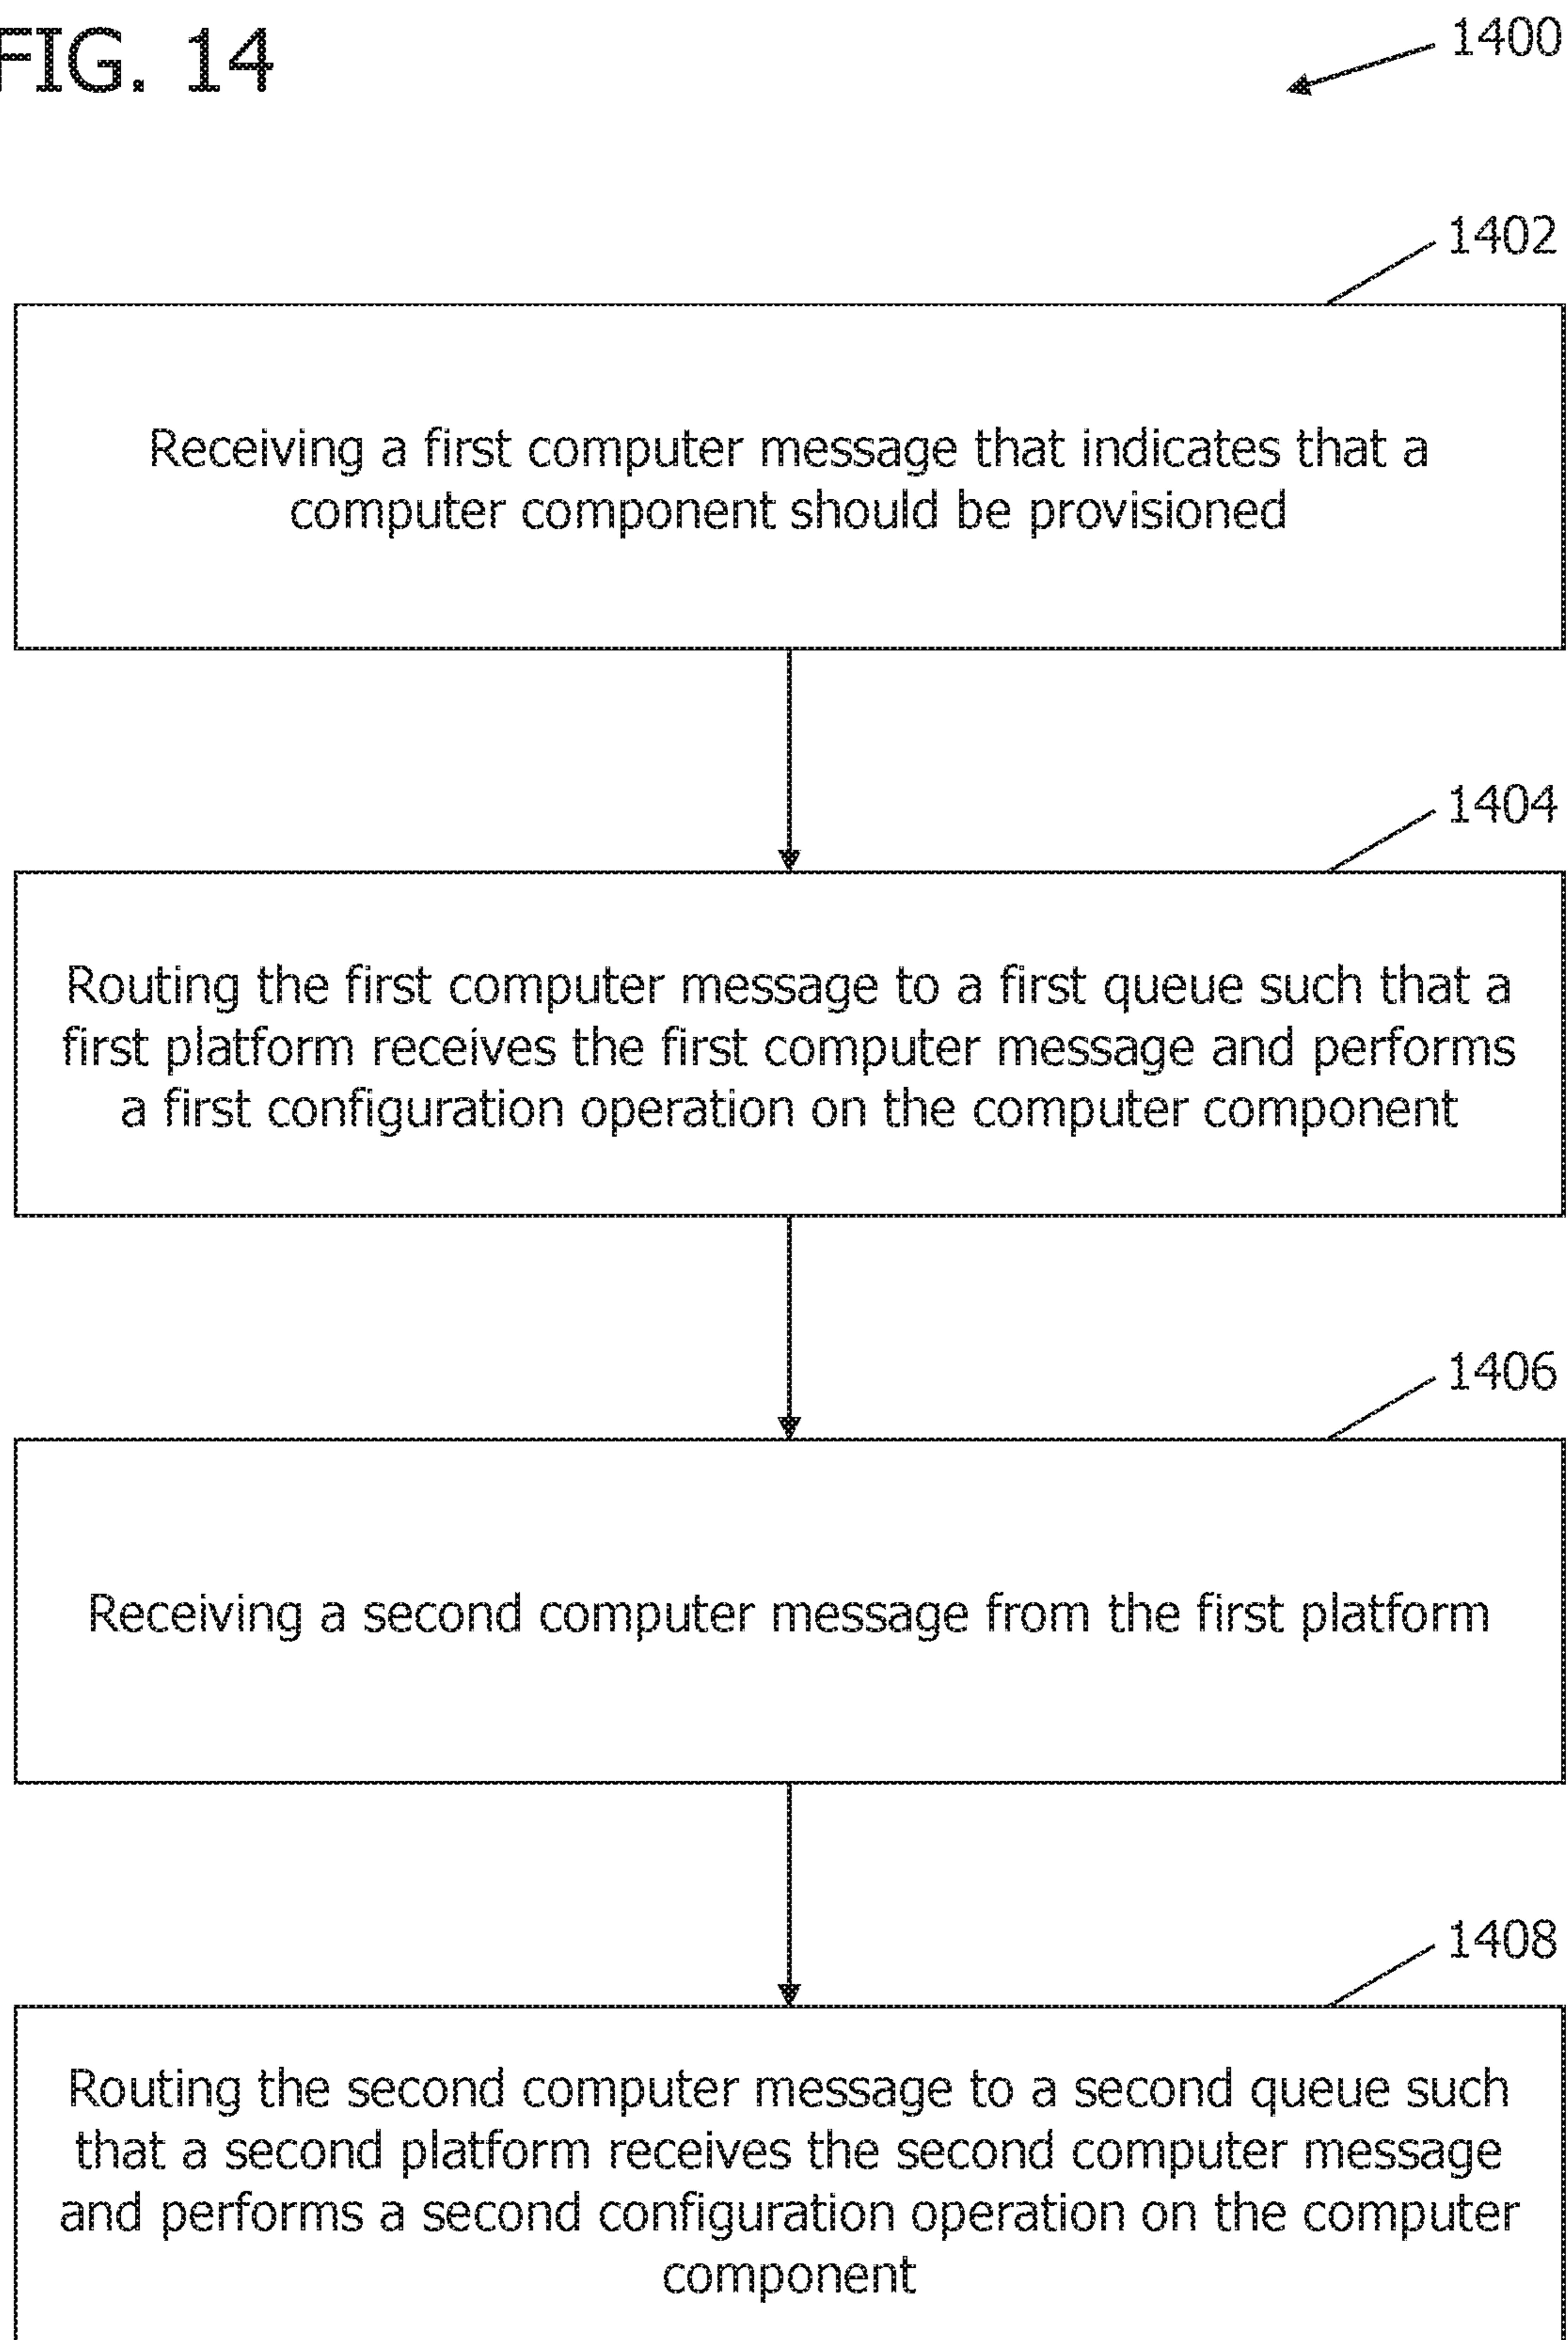 FIG. 14
1400
1402
Receiving a first computer message that indicates that a
computer component should be provisioned
1404
Routing the first computer message to a first queue such that a
first platform receives the first computer message and performs
a first configuration operation on the computer component
1406
Receiving a second computer message from the first platform
1408
Routing the second computer message to a second queue such
that a second platform receives the second computer message
and performs a second configuration operation on the computer
component